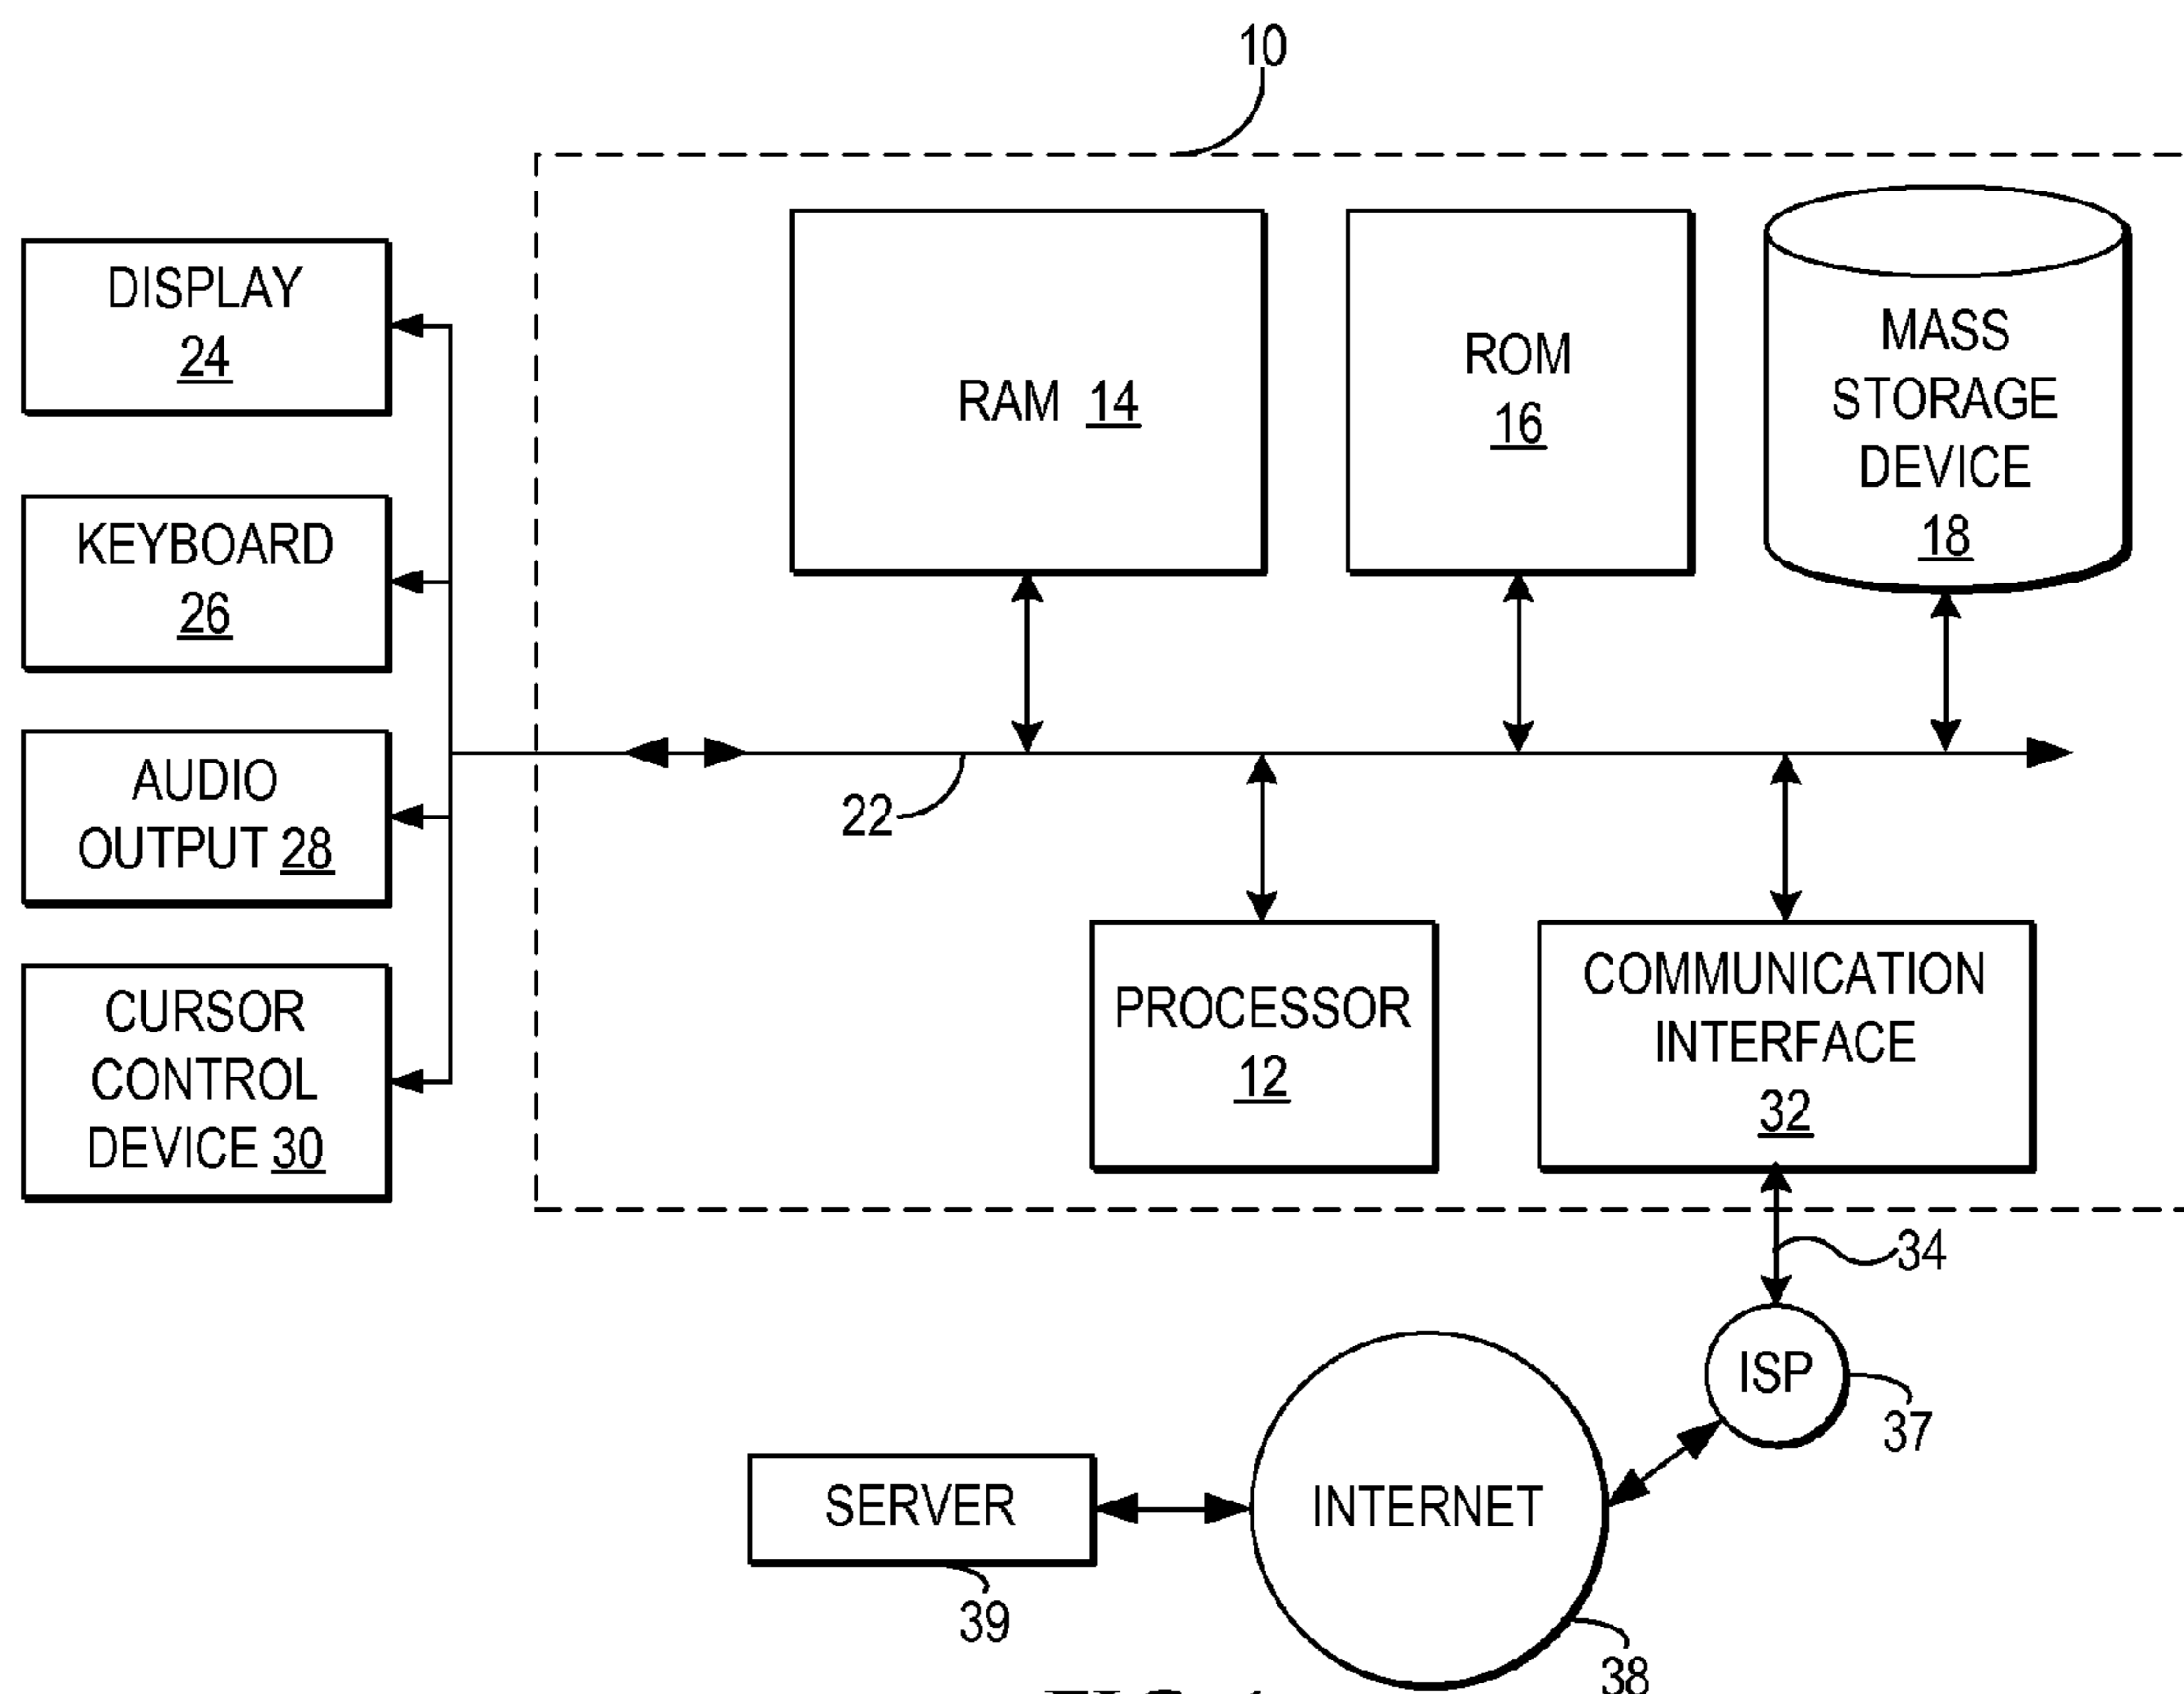 10
DISPLAY
24
KEYBOARD
26
AUDIO
OUTPUT 28
CURSOR
CONTROL
DEVICE 30
RAM 14
ROM
16
MASS
STORAGE
DEVICE
18
22
PROCESSOR
12
COMMUNICATION
INTERFACE
32
34
ISP
37
INTERNET
38
SERVER
39